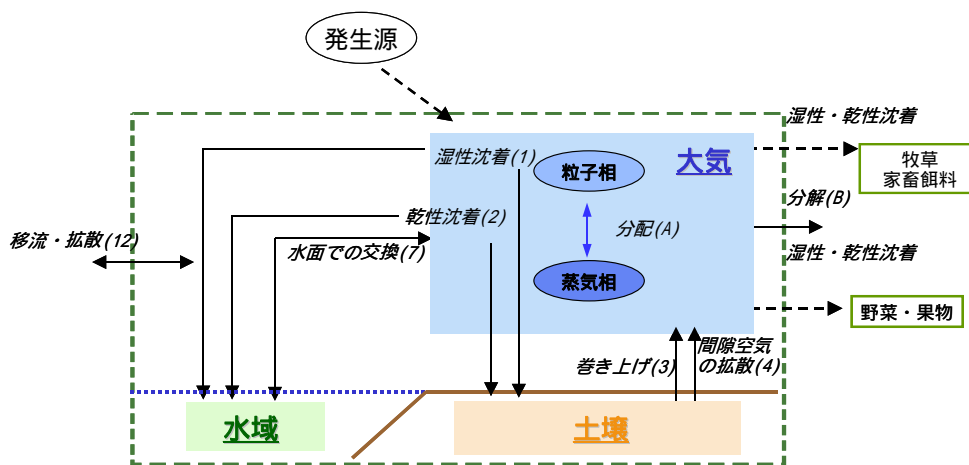 発生源
湿性・乾性沈着
湿性沈着(1)
大気
粒子相
牧草
家畜餌料
分解(B)
乾性沈着(2)
分配(A)
移流・拡散(12)
水面での交換(7)
湿性・乾性沈着
蒸気相
野菜・果物
巻き上げ(3)
間隙空気
の拡散(4)
水域
土壌